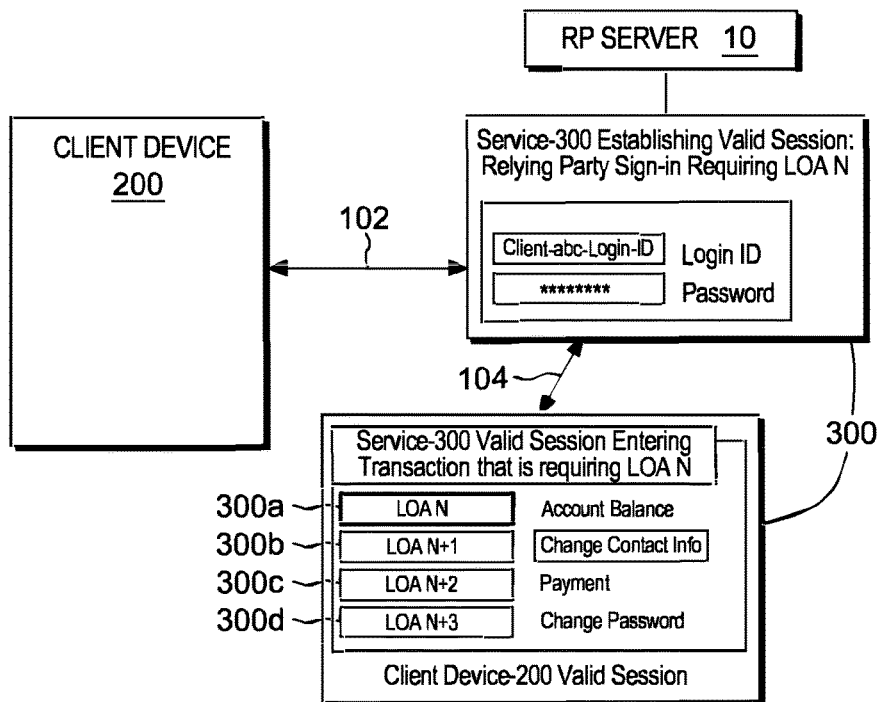 RP SERVER 10
CLIENT DEVICE
200
Service-300 Establishing Valid Session:
Relying Party Sign-in Requiring LOA N
Client-abc-Login-ID Login ID
******** Password
102
104
300
Service-300 Valid Session Entering
Transaction that is requiring LOA N
300a LOA N Account Balance
300b LOA N+1 Change Contact Info
300c LOA N+2 Payment
300d LOA N+3 Change Password
Client Device-200 Valid Session